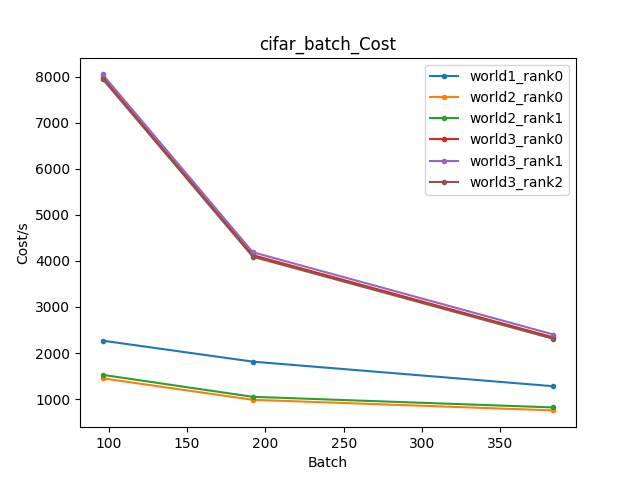 cifar_batch_Cost
world1_rank0
world2_rank0
world2_rank1
world3_rank0
world3_rank1
world3_rank2
Cost/s
8000
7000
6000
5000
4000
3000
2000
1000
100 150 200 250 300 350
Batch